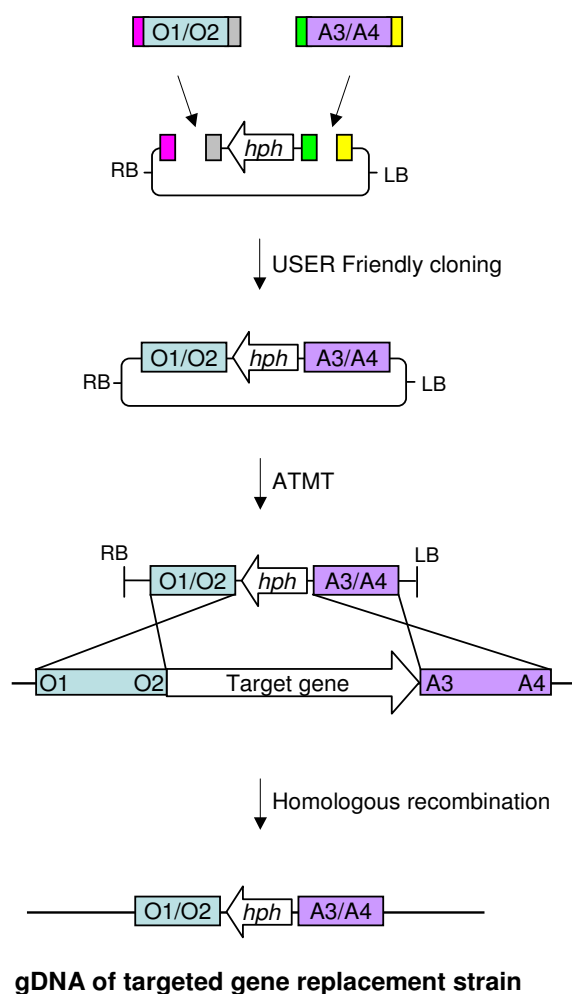 O1/O2 A3/A4
hph
RB LB
USER Friendly cloning
O1/O2 hph A3/A4
RB LB
ATMT
RB LB
O1/O2 hph A3/A4
O1 O2 Target gene A3 A4
Homologous recombination
O1/O2 hph A3/A4
gDNA of targeted gene replacement strain